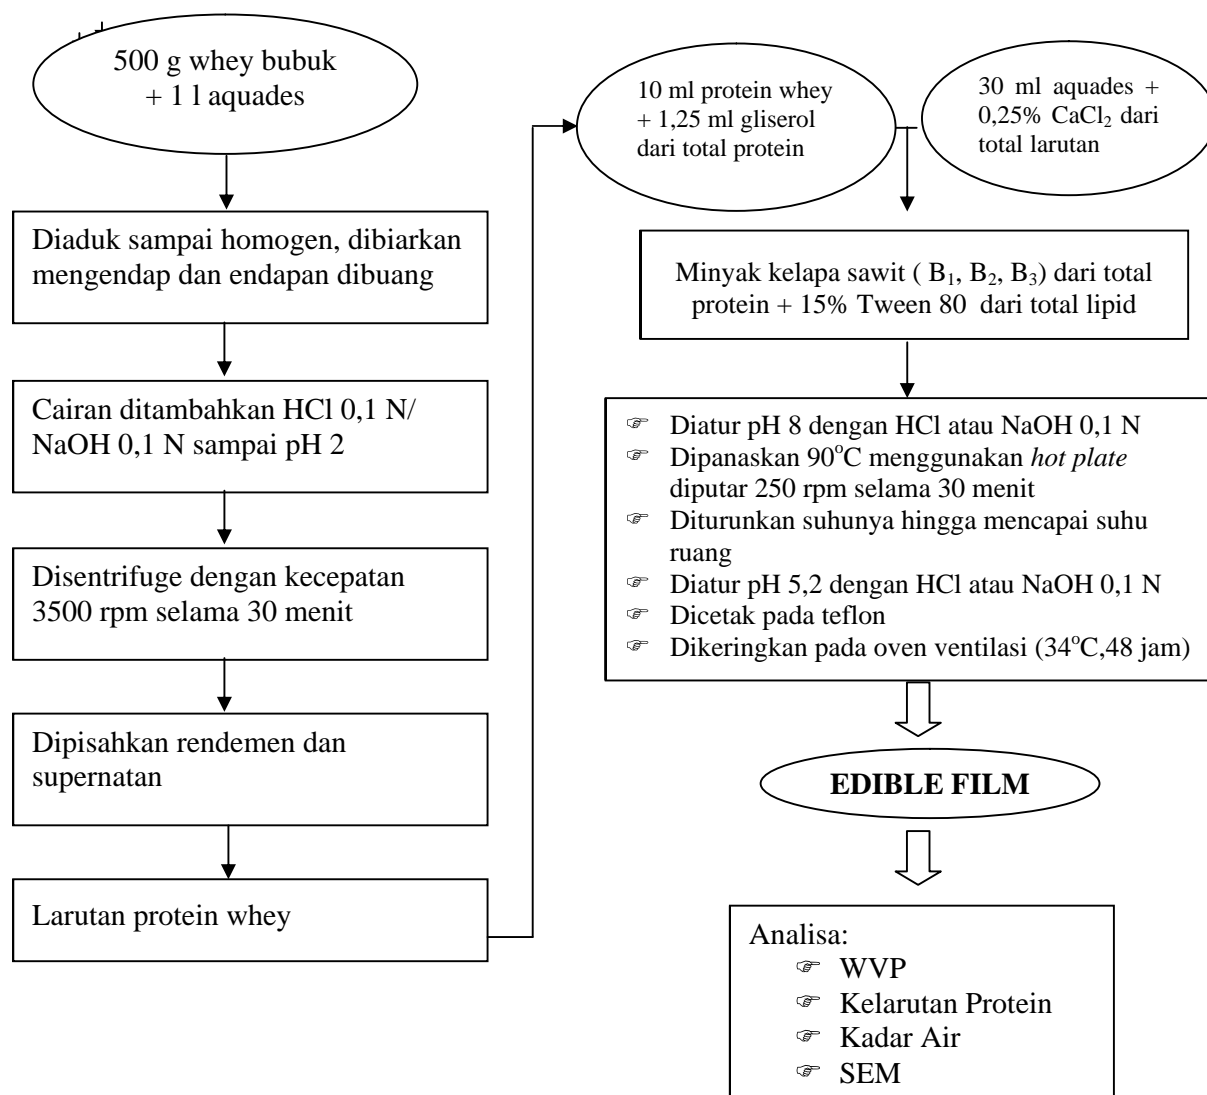 500 g whey bubuk
+ 1 l aquades
Diaduk sampai homogen, dibiarkan
mengendap dan endapan dibuang
Cairan ditambahkan HCl 0,1 N/
NaOH 0,1 N sampai pH 2
Disentrifuge dengan kecepatan
3500 rpm selama 30 menit
Dipisahkan rendemen dan
supernatan
Larutan protein whey
10 ml protein whey
+ 1,25 ml gliserol
dari total protein
30 ml aquades +
0,25% CaCl₂ dari
total larutan
Minyak kelapa sawit ( B₁, B₂, B₃) dari total
protein + 15% Tween 80 dari total lipid
☞ Diatur pH 8 dengan HCl atau NaOH 0,1 N
☞ Dipanaskan 90°C menggunakan hot plate
diputar 250 rpm selama 30 menit
☞ Diturunkan suhunya hingga mencapai suhu
ruang
☞ Diatur pH 5,2 dengan HCl atau NaOH 0,1 N
☞ Dicetak pada teflon
☞ Dikeringkan pada oven ventilasi (34°C,48 jam)
EDIBLE FILM
Analisa:
☞ WVP
☞ Kelarutan Protein
☞ Kadar Air
☞ SEM